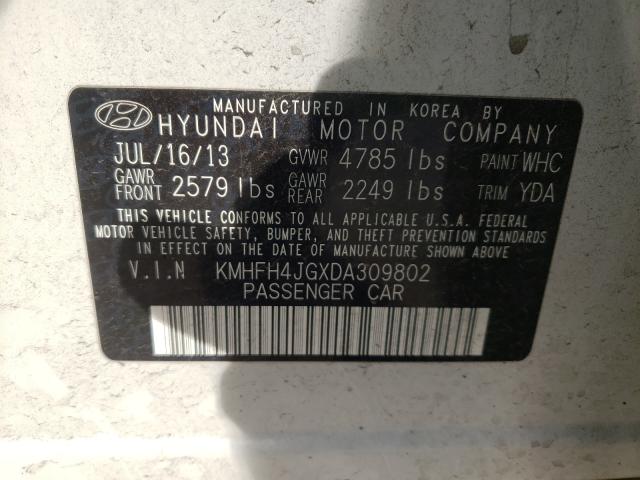 MANUFACTURED IN KOREA BY
HYUNDAI MOTOR COMPANY
JUL/16/13 GVWR 4785 lbs PAINT WHC
GAWR FRONT 2579 lbs GAWR REAR 2249 lbs TRIM YDA
THIS VEHICLE CONFORMS TO ALL APPLICABLE U.S.A. FEDERAL
MOTOR VEHICLE SAFETY, BUMPER, AND THEFT PREVENTION STANDARDS
IN EFFECT ON THE DATE OF MANUFACTURE SHOWN ABOVE
V.I.N KMHFH4JGXDA309802
PASSENGER CAR